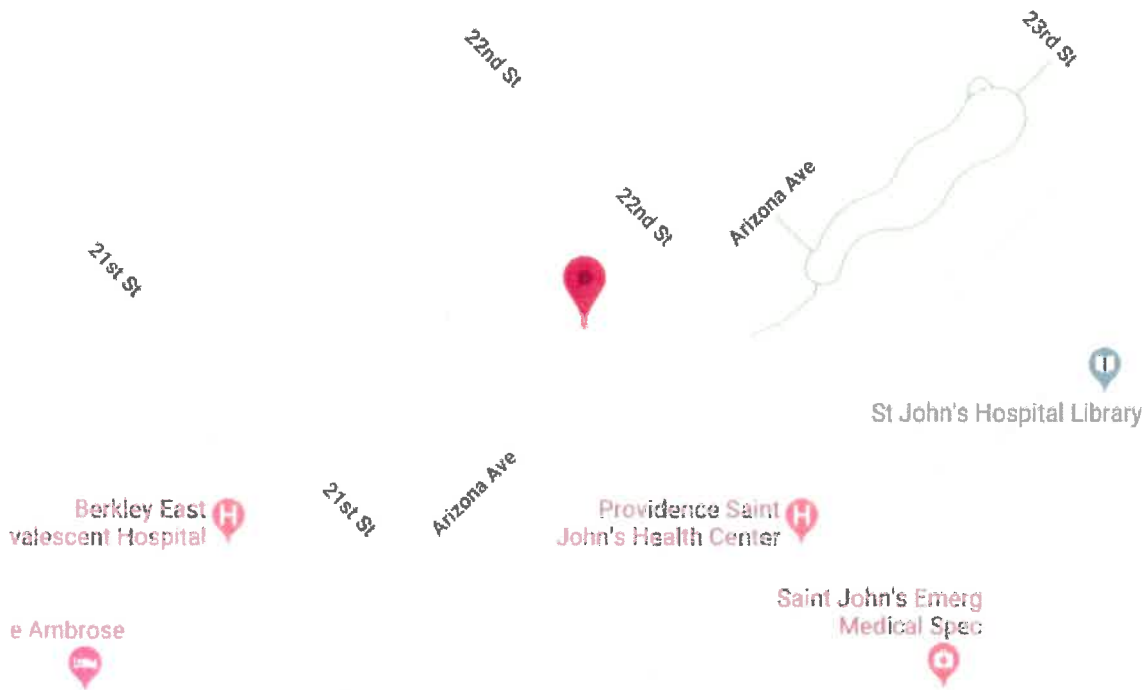 22nd St
23rd St
22nd St
Arizona Ave
21st St
St John's Hospital Library
21st St
Arizona Ave
Berkley East
valescent Hospital
Providence Saint
John's Health Center
Saint John's Emerg
Medical Spec
e Ambrose